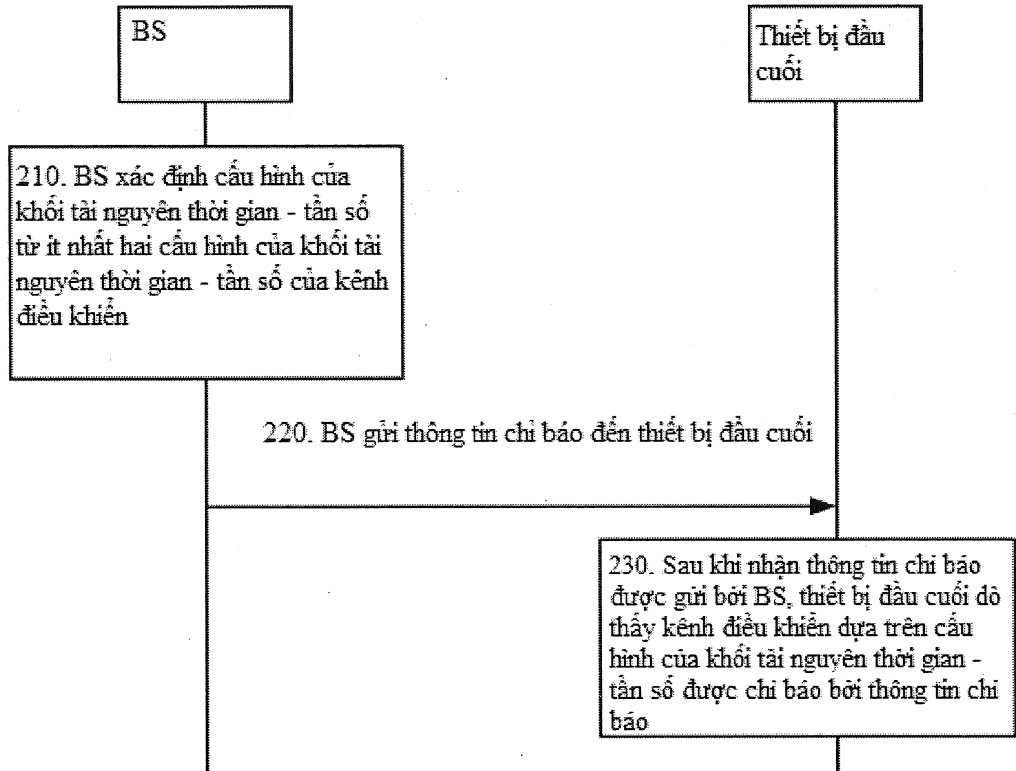 BS
Thiết bị đầu
cuối
210. BS xác định cấu hình của
khối tài nguyên thời gian - tần số
từ ít nhất hai cấu hình của khối tài
nguyên thời gian - tần số của kênh
điều khiển
220. BS gửi thông tin chỉ báo đến thiết bị đầu cuối
230. Sau khi nhận thông tin chỉ báo
được gửi bởi BS, thiết bị đầu cuối dò
thấy kênh điều khiển dựa trên cấu
hình của khối tài nguyên thời gian -
tần số được chỉ báo bởi thông tin chỉ
báo